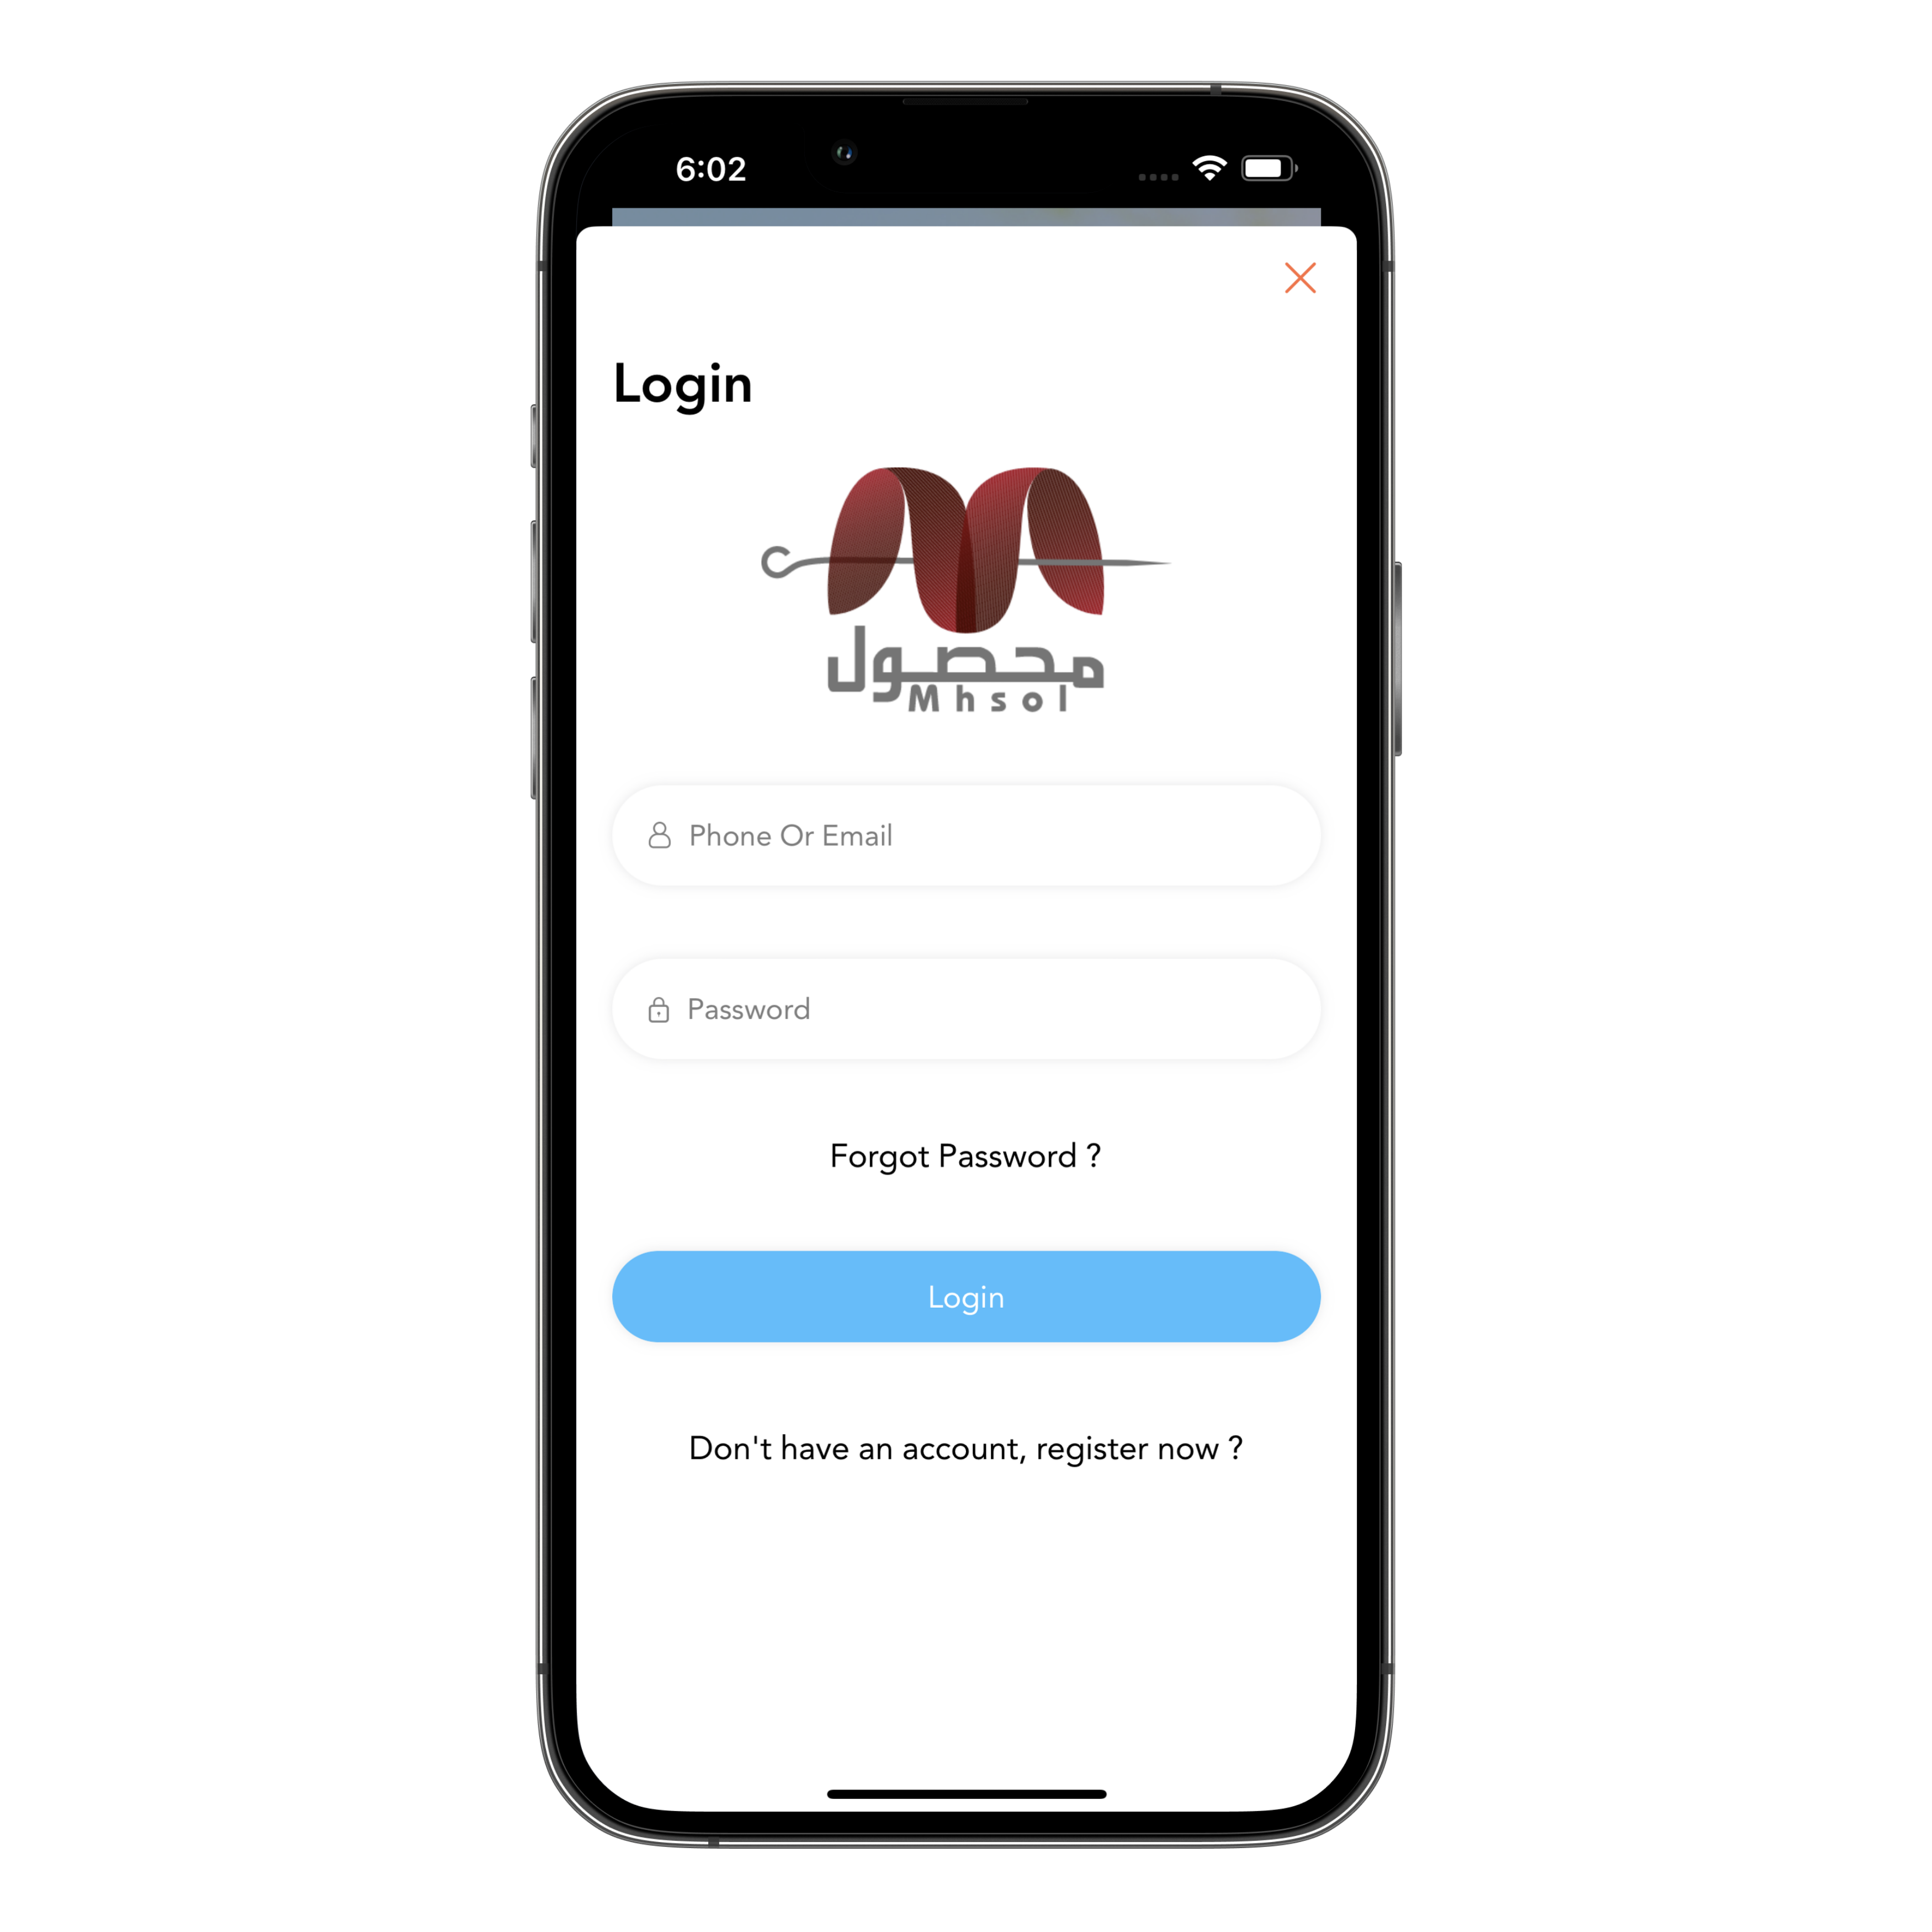 6:02
Login
محصول
Mhsol
Phone Or Email
Password
Forgot Password ?
Login
Don't have an account, register now ?